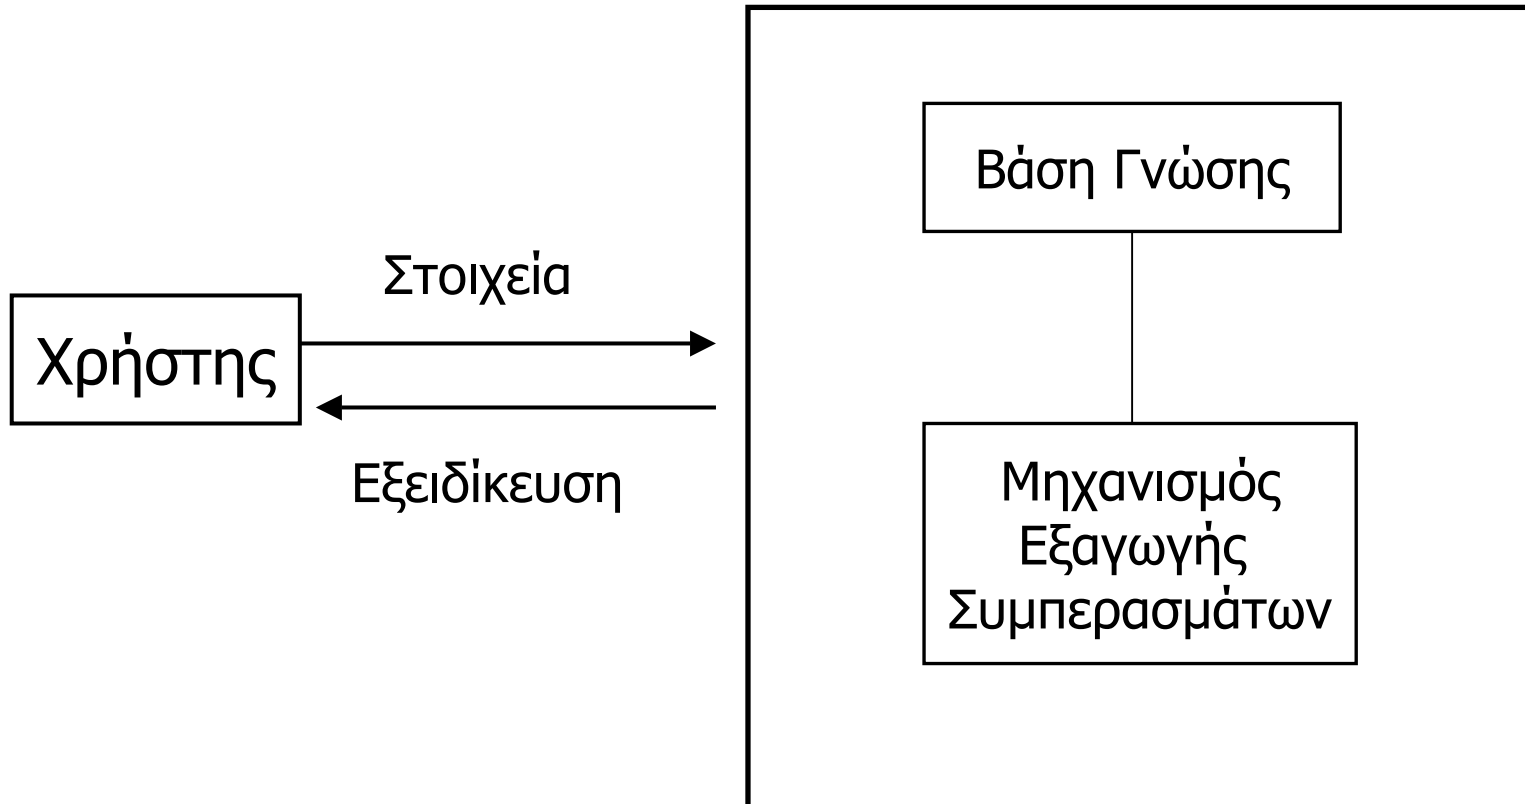 Βάση Γνώσης
Στοιχεία
Χρήστης
Εξειδίκευση
Μηχανισμός
Εξαγωγής
Συμπερασμάτων